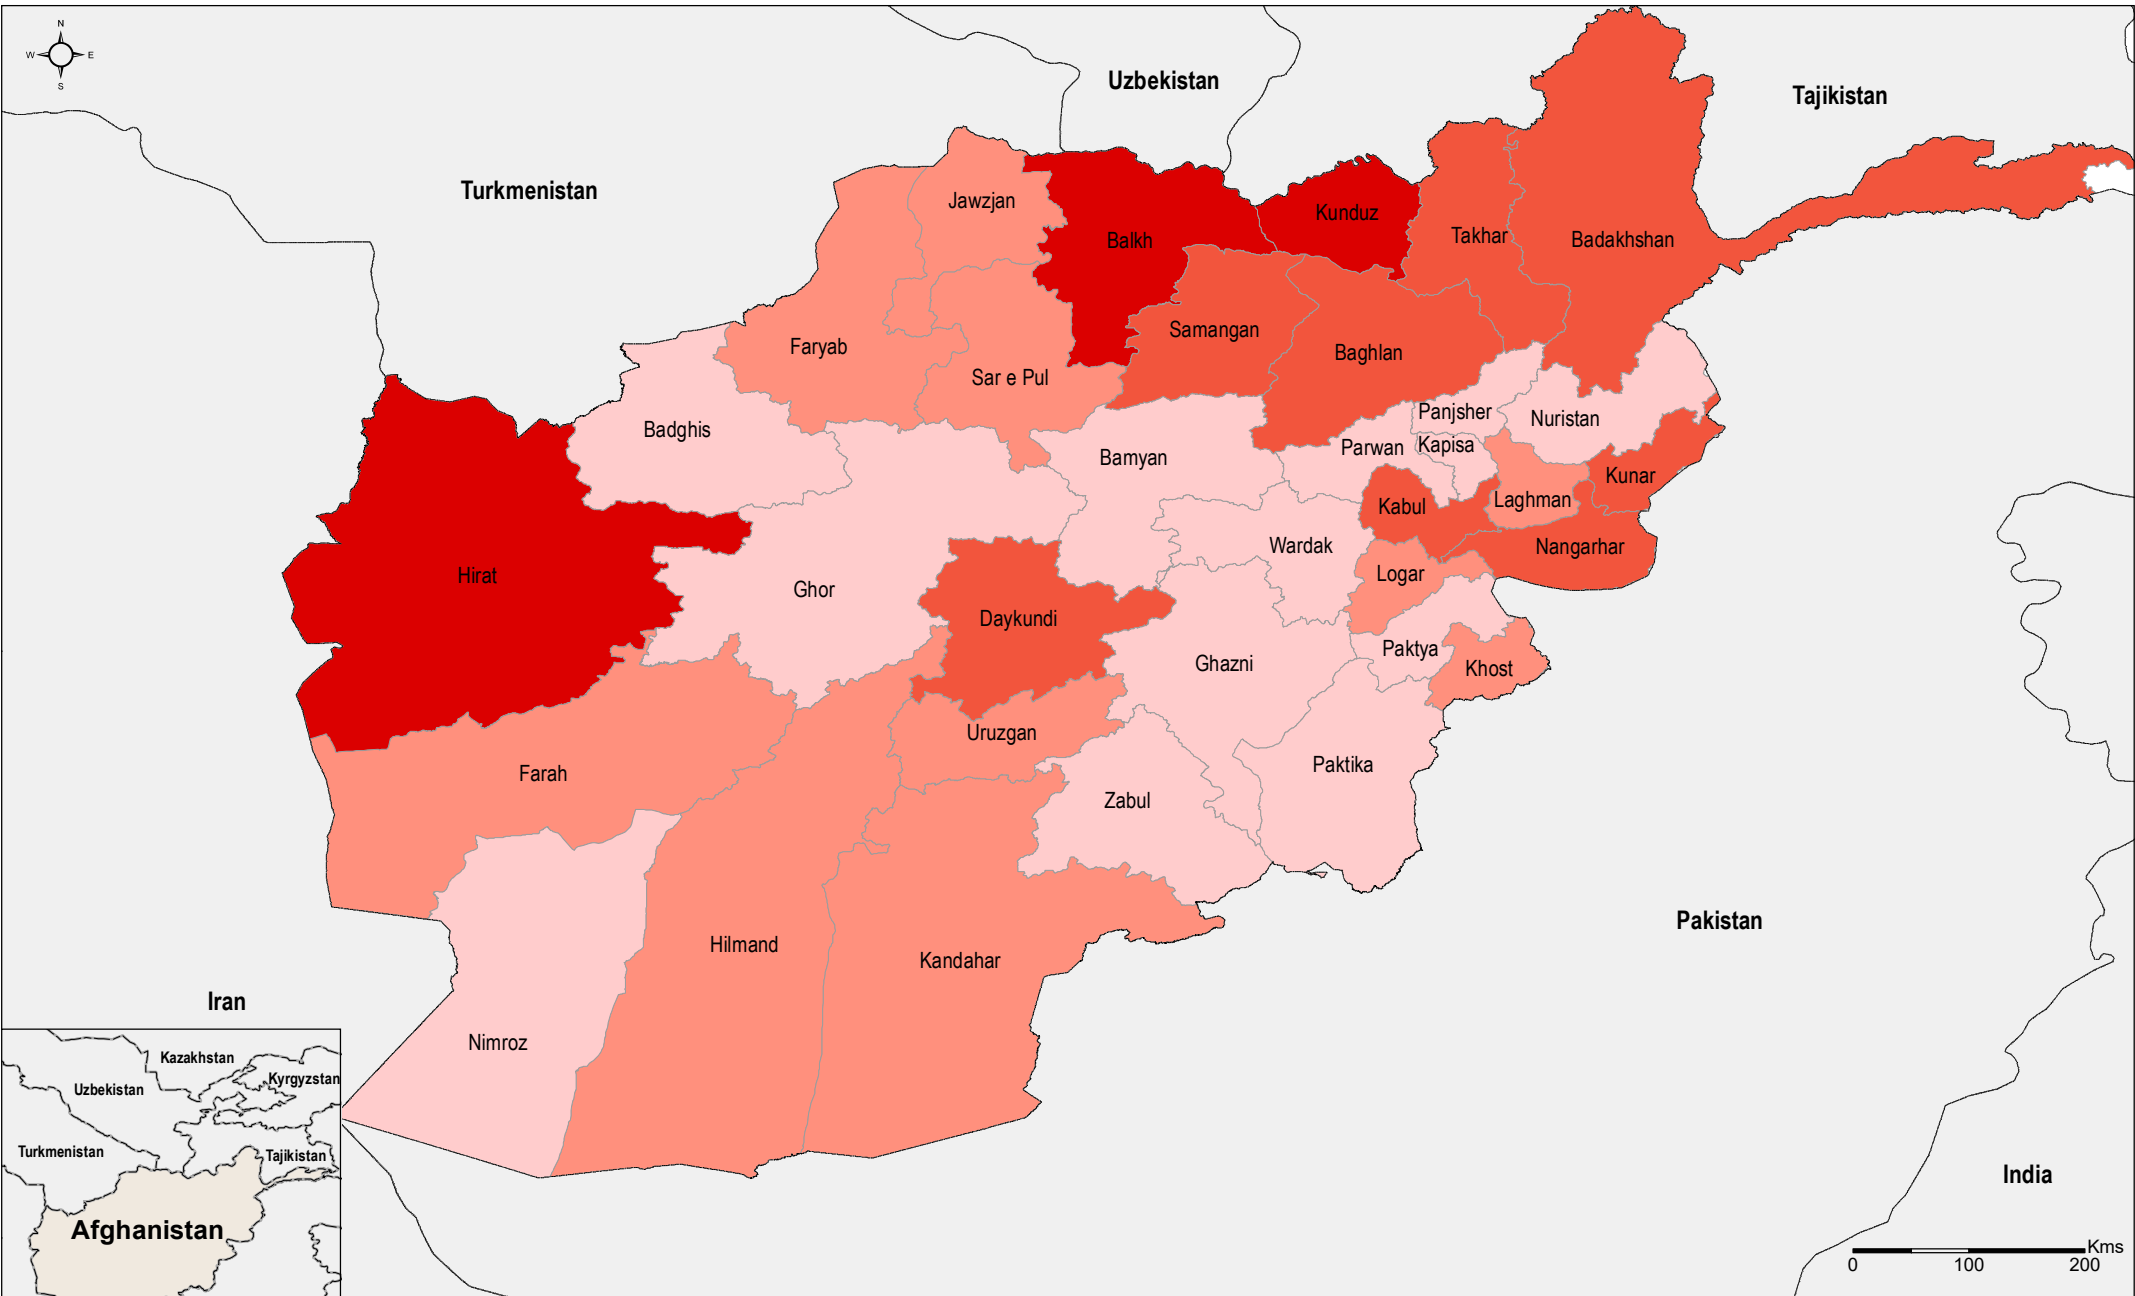 N
W E
S
Uzbekistan
Tajikistan
Turkmenistan
Jawzjan
Kunduz
Balkh
Takhar
Badakhshan
Samangan
Faryab
Baghlan
Sar e Pul
Panjsher
Nuristan
Badghis
Parwan
Kapisa
Bamyan
Kunar
Laghman
Kabul
Wardak
Nangarhar
Hirat
Logar
Ghor
Daykundi
Paktya
Ghazni
Khost
Uruzgan
Farah
Paktika
Zabul
Pakistan
Hilmand
Kandahar
Iran
Nimroz
Kazakhstan
Kyrgyzstan
Uzbekistan
Turkmenistan
Tajikistan
Afghanistan
India
Kms
0 100 200